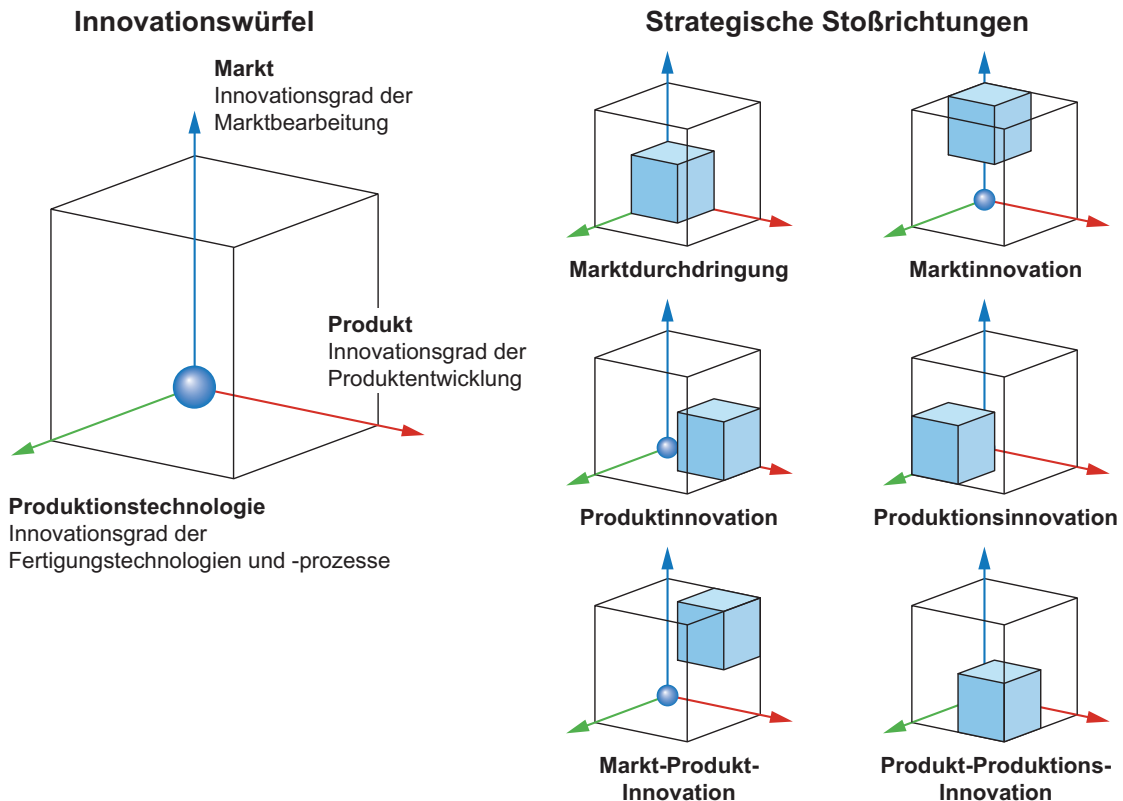 Innovationswürfel
Markt
Innovationsgrad der
Marktbearbeitung
Produkt
Innovationsgrad der
Produktentwicklung
Produktionstechnologie
Innovationsgrad der
Fertigungstechnologien und -prozesse
Strategische Stoßrichtungen
Marktdurchdringung
Marktinnovation
Produktinnovation
Produktionsinnovation
Markt-Produkt-
Innovation
Produkt-Produktions-
Innovation